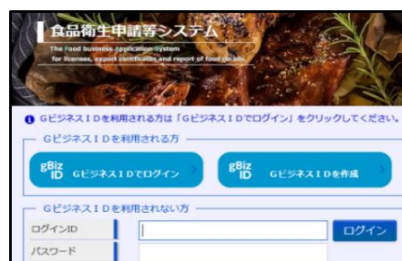 食品衛生申請等システム
The Food business Application System
for licenses, export certificates and report of food recalls
GビジネスIDを利用される方は「GビジネスIDでログイン」をクリックしてください。
GビジネスIDを利用される方
gBiz ID GビジネスIDでログイン
gBiz ID GビジネスIDを作成
GビジネスIDを利用されない方
ログインID ログイン
パスワード